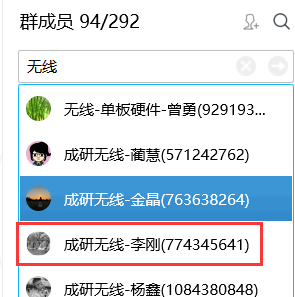 群成员 94/292
无线
无线-单板硬件-曾勇(929193...
成研无线-蔺慧(571242762)
成研无线-金晶(763638264)
成研无线-李刚(774345641)
成研无线-杨鑫(1084380848)